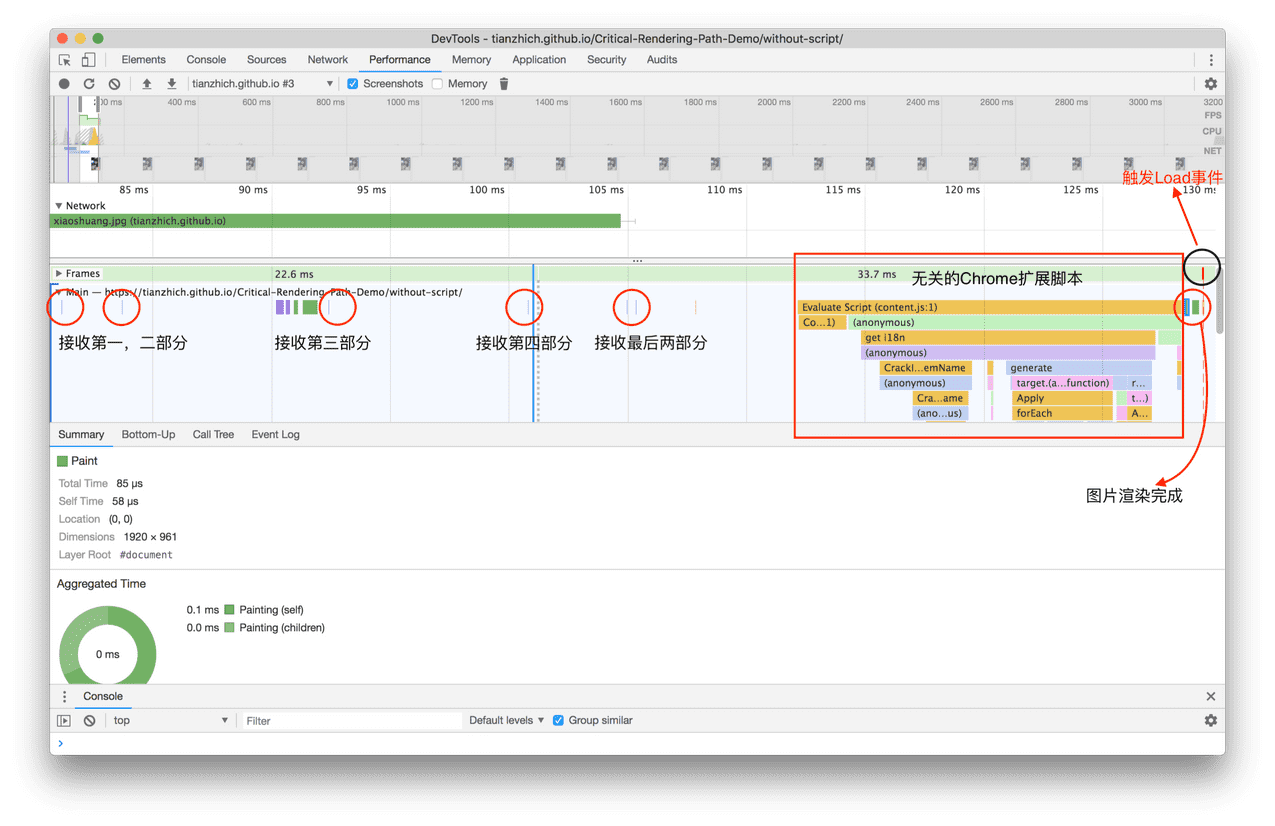 DevTools - tianzhich.github.io/Critical-Rendering-Path-Demo/without-script/
Elements Console Sources Network Performance Memory Application Security Audits
tianzhich.github.io #3 Screenshots Memory
00 ms 400 ms 600 ms 800 ms 1000 ms 1200 ms 1400 ms 1600 ms 1800 ms 2000 ms 2200 ms 2400 ms 2600 ms 2800 ms 3000 ms 3200
FPS
CPU
NET
触发Load事件
85 ms 90 ms 95 ms 100 ms 105 ms 110 ms 115 ms 120 ms 125 ms 130 ms
Network
xiaoshuang.jpg (tianzhich.github.io)
Frames 22.6 ms 33.7 ms
无关的Chrome扩展脚本
Main — https://tianzhich.github.io/Critical-Rendering-Path-Demo/without-script/
Evaluate Script (content.js:1)
Co...1) (anonymous)
get i18n
接收第一，二部分 接收第三部分 接收第四部分 接收最后两部分
(anonymous)
Crackl...emName generate
(anonymous) target.(a...function) r...
Cra...ame Apply t...)
(ano...us) forEach A...
Summary Bottom-Up Call Tree Event Log
Paint
Total Time 85 μs
图片渲染完成
Self Time 58 μs
Location (0, 0)
Dimensions 1920 × 961
Layer Root #document
Aggregated Time
0.1 ms Painting (self)
0.0 ms Painting (children)
0 ms
Console
top Filter Default levels Group similar